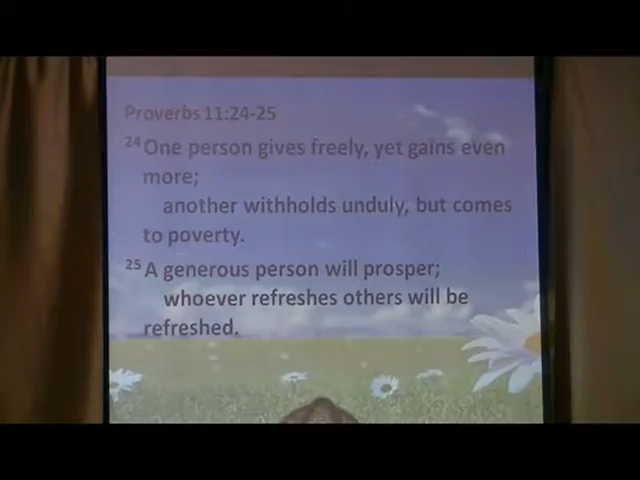 Proverbs 11:24-25
24 One person gives freely, yet gains even
more;
another withholds unduly, but comes
to poverty.
25 A generous person will prosper;
whoever refreshes others will be
refreshed.